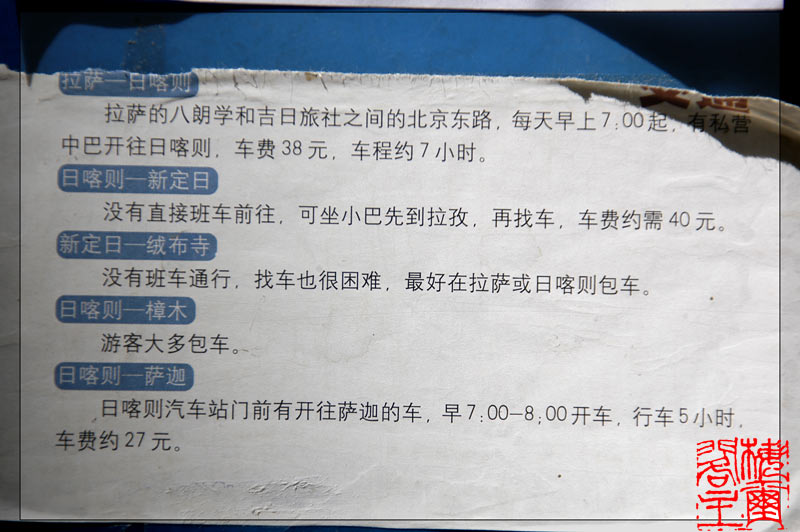 拉萨—日喀则
拉萨的八朗学和吉日旅社之间的北京东路，每天早上7:00起，有私营
中巴开往日喀则，车费38元，车程约7小时。
日喀则—新定日
没有直接班车前往，可坐小巴先到拉孜，再找车，车费约需40元。
新定日—绒布寺
没有班车通行，找车也很困难，最好在拉萨或日喀则包车。
日喀则—樟木
游客大多包车。
日喀则—萨迦
日喀则汽车站门前有开往萨迦的车，早7:00—8:00开车，行车5小时，
车费约27元。